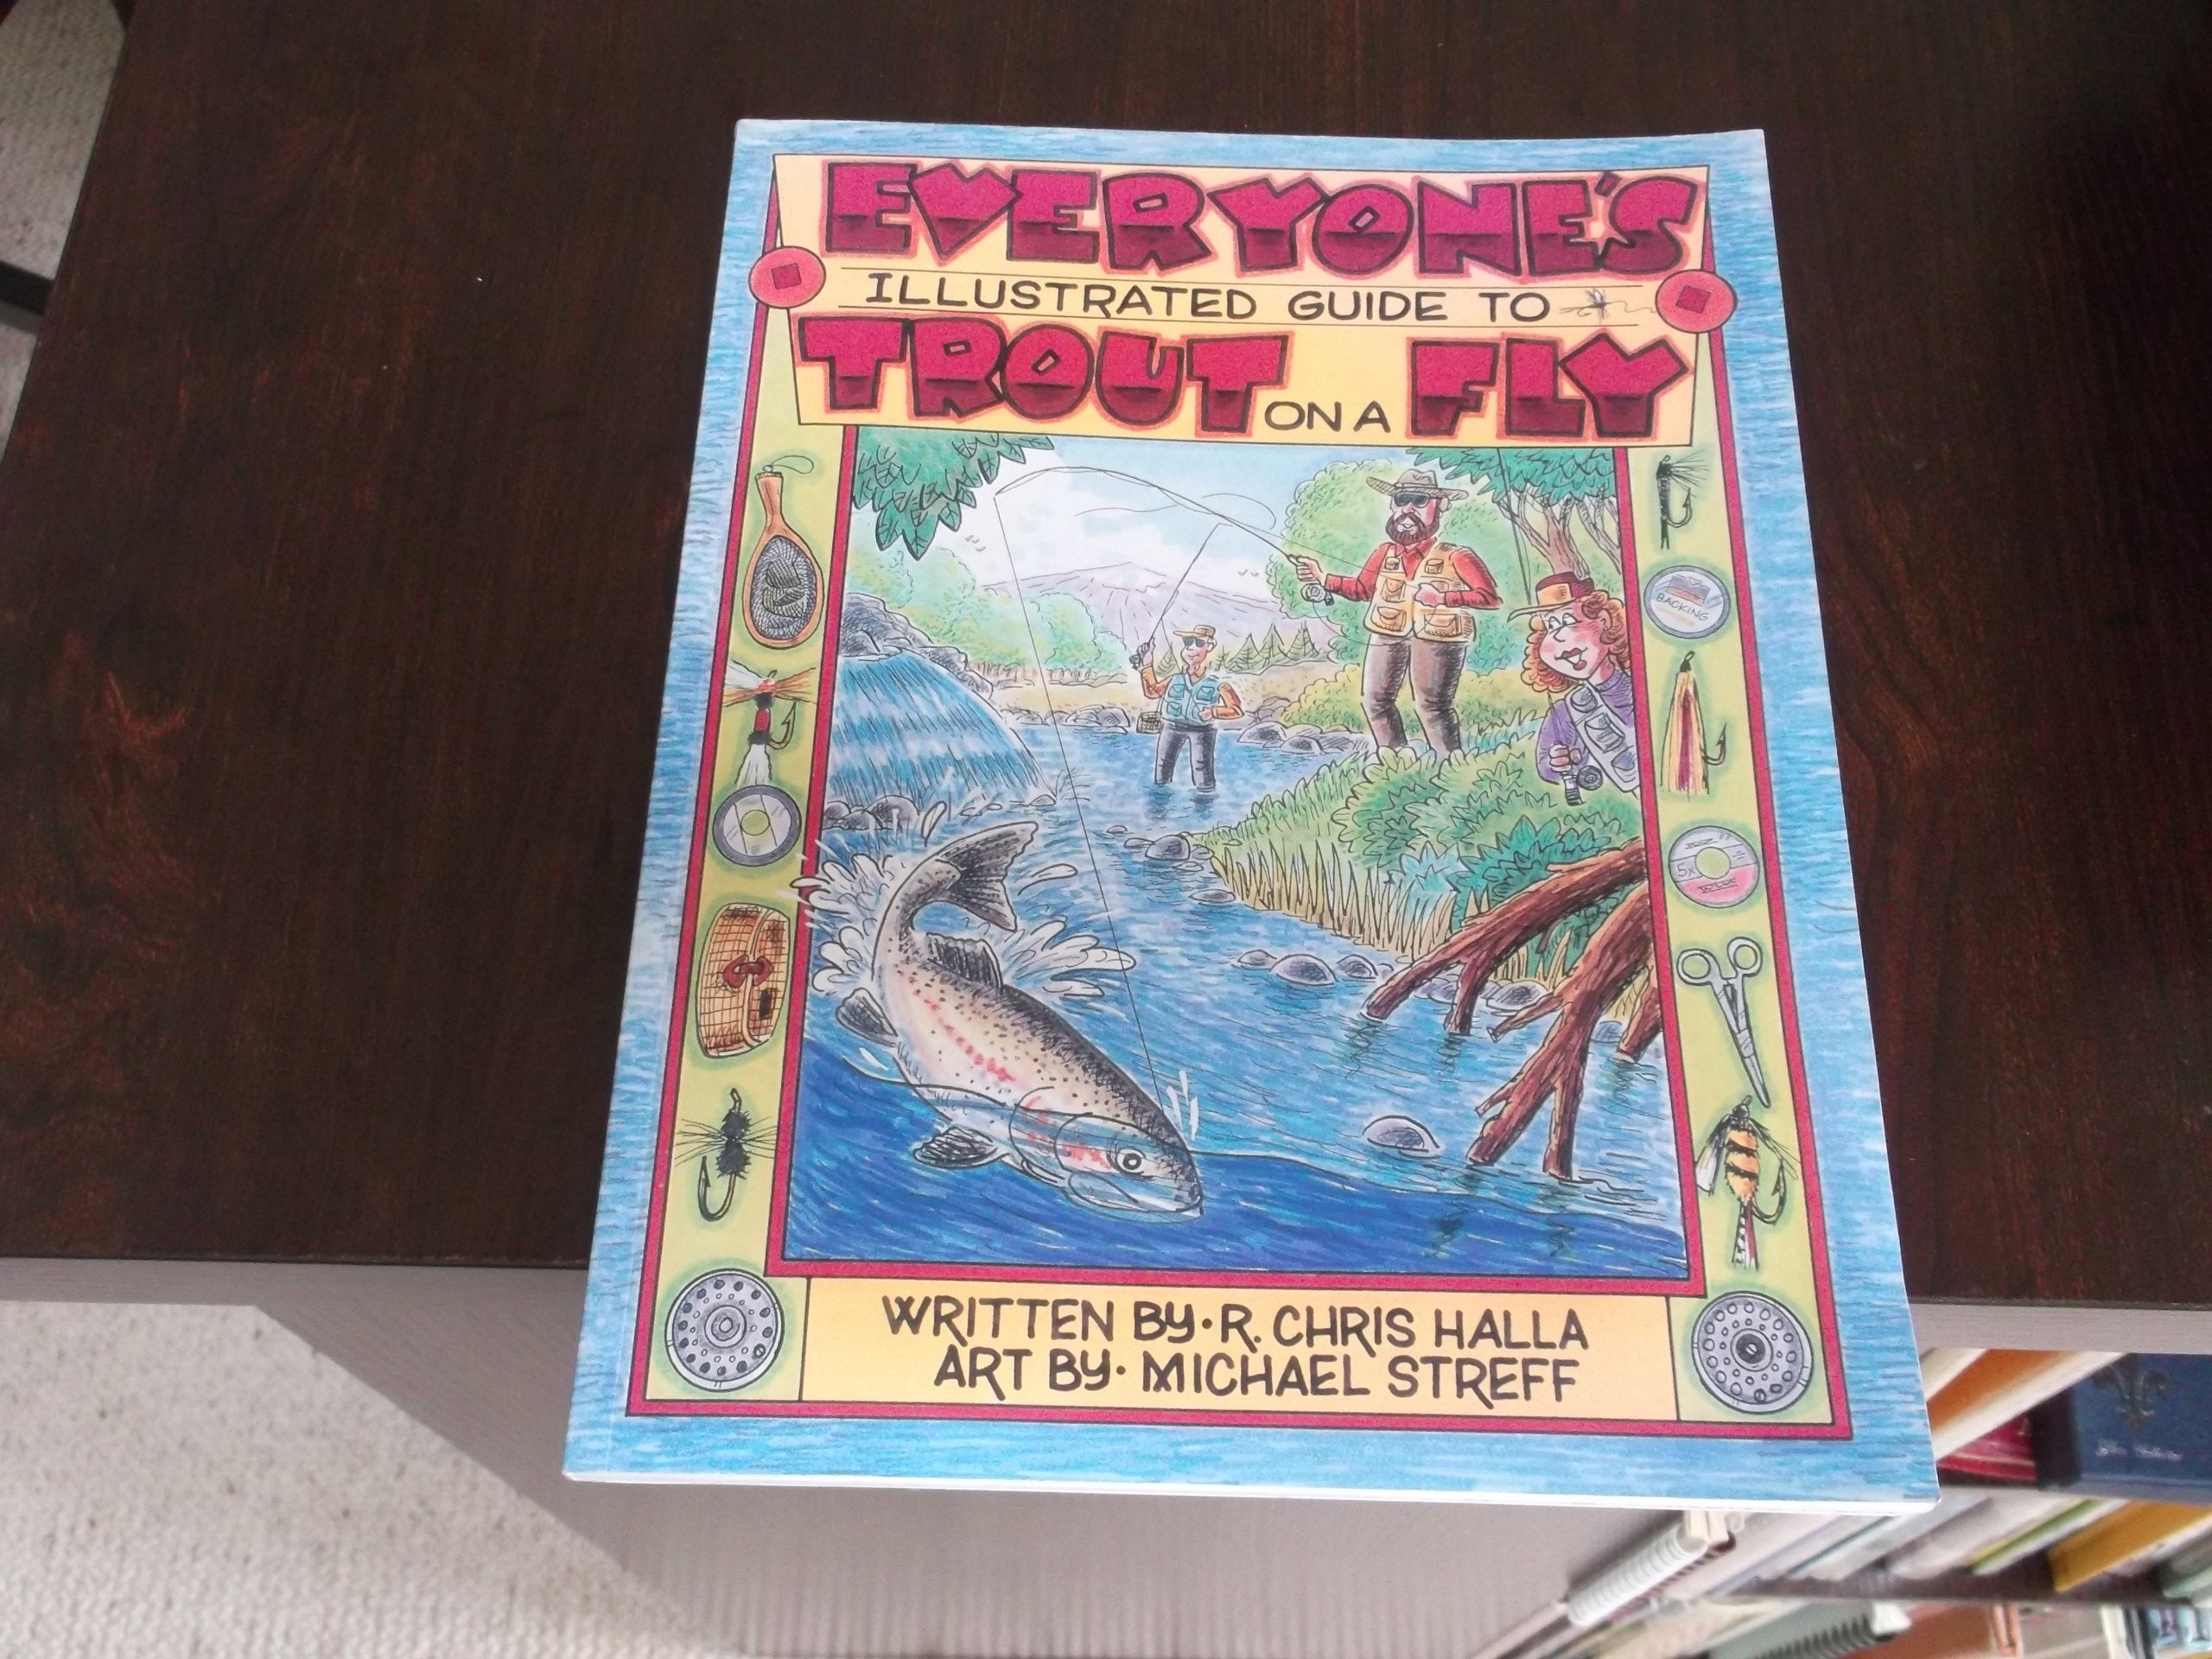 EVERYONE'S
ILLUSTRATED GUIDE TO
TROUT ON A FLY
BACKING
5X
WRITTEN BY · R. CHRIS HALLA
ART BY · MICHAEL STREFF